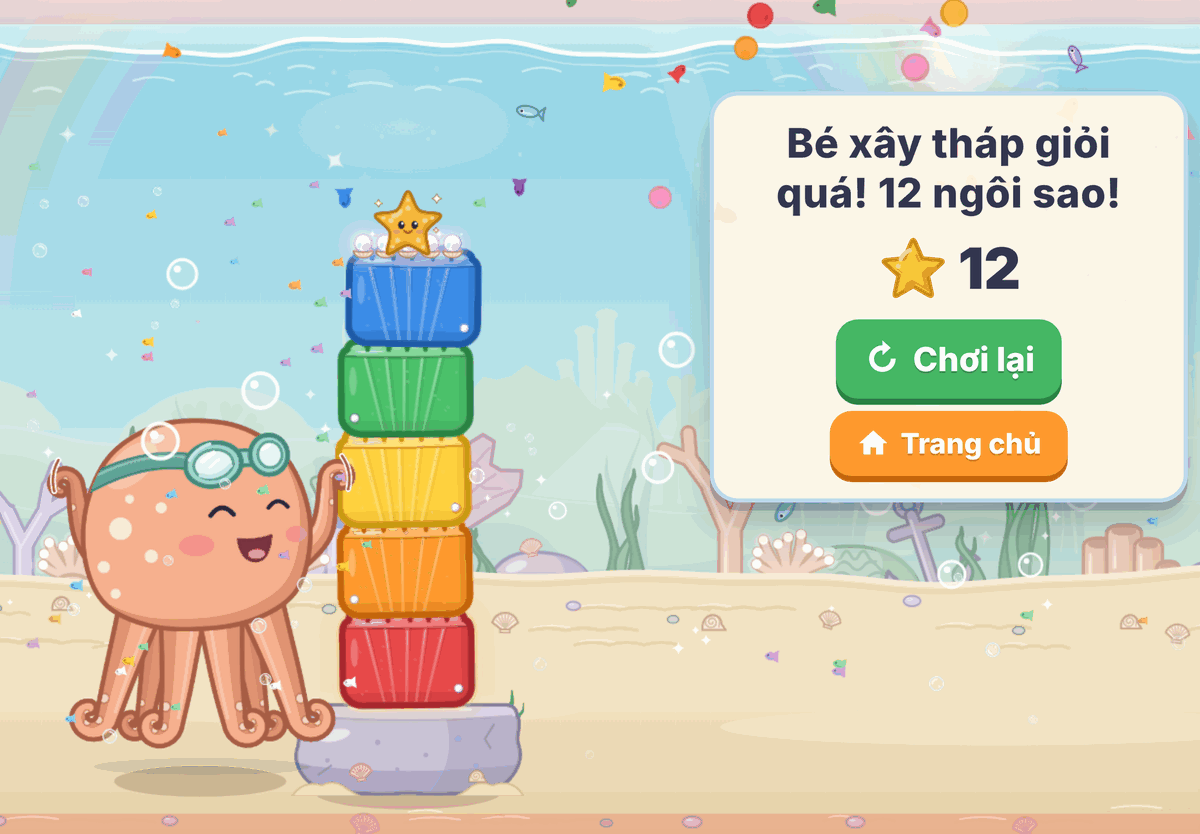 Bé xây tháp giỏi
quá! 12 ngôi sao!
12
Chơi lại
Trang chủ